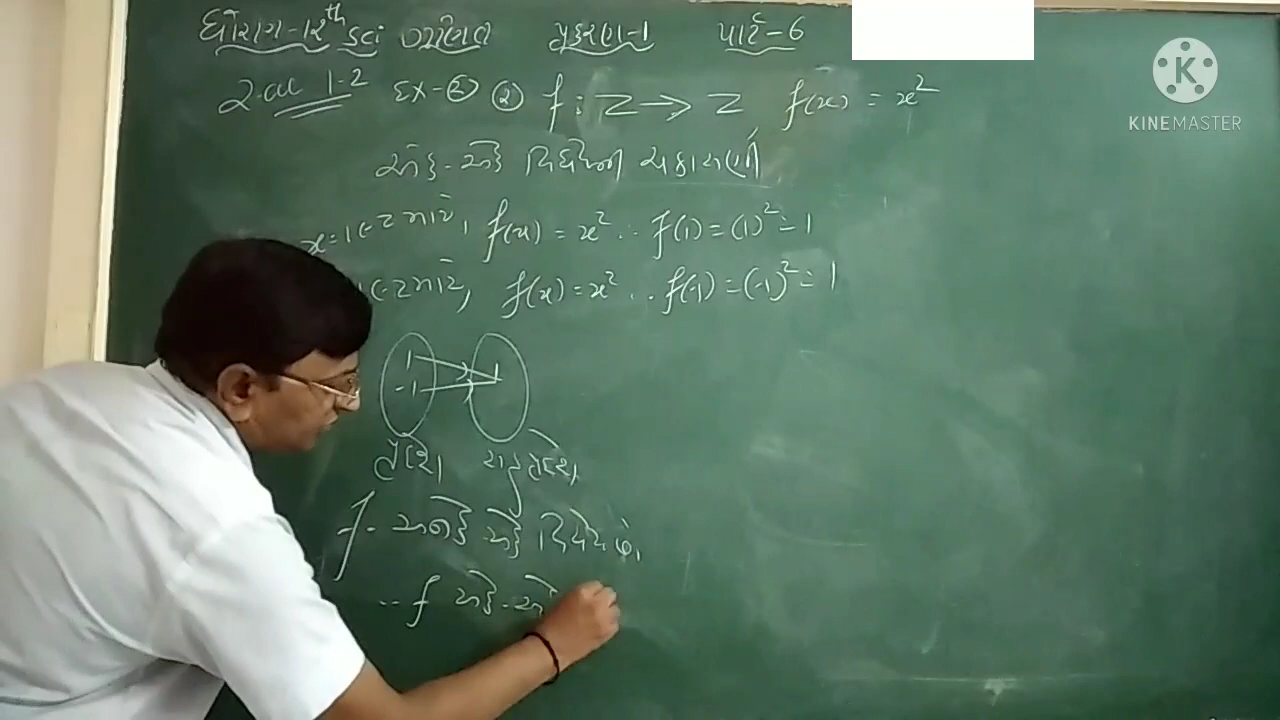 ધોરણ-12th Sci ગણિત પ્રકરણ-1 પાર્ટ-6
સ્વા 1.2 Ex-② ② f : Z → Z f(x) = x²
એક-એક વિધેયની ચકાસણી
x=1∈Z માટે, f(x) = x² ∴ f(1) = (1)² = 1
1∈Z માટે, f(x) = x² ∴ f(-1) = (-1)² = 1
1 1
-1
પ્રદેશ સહપ્રદેશ
f- અનેક એક વિધેય છે.
∴ f એક-એ
K
KINEMASTER